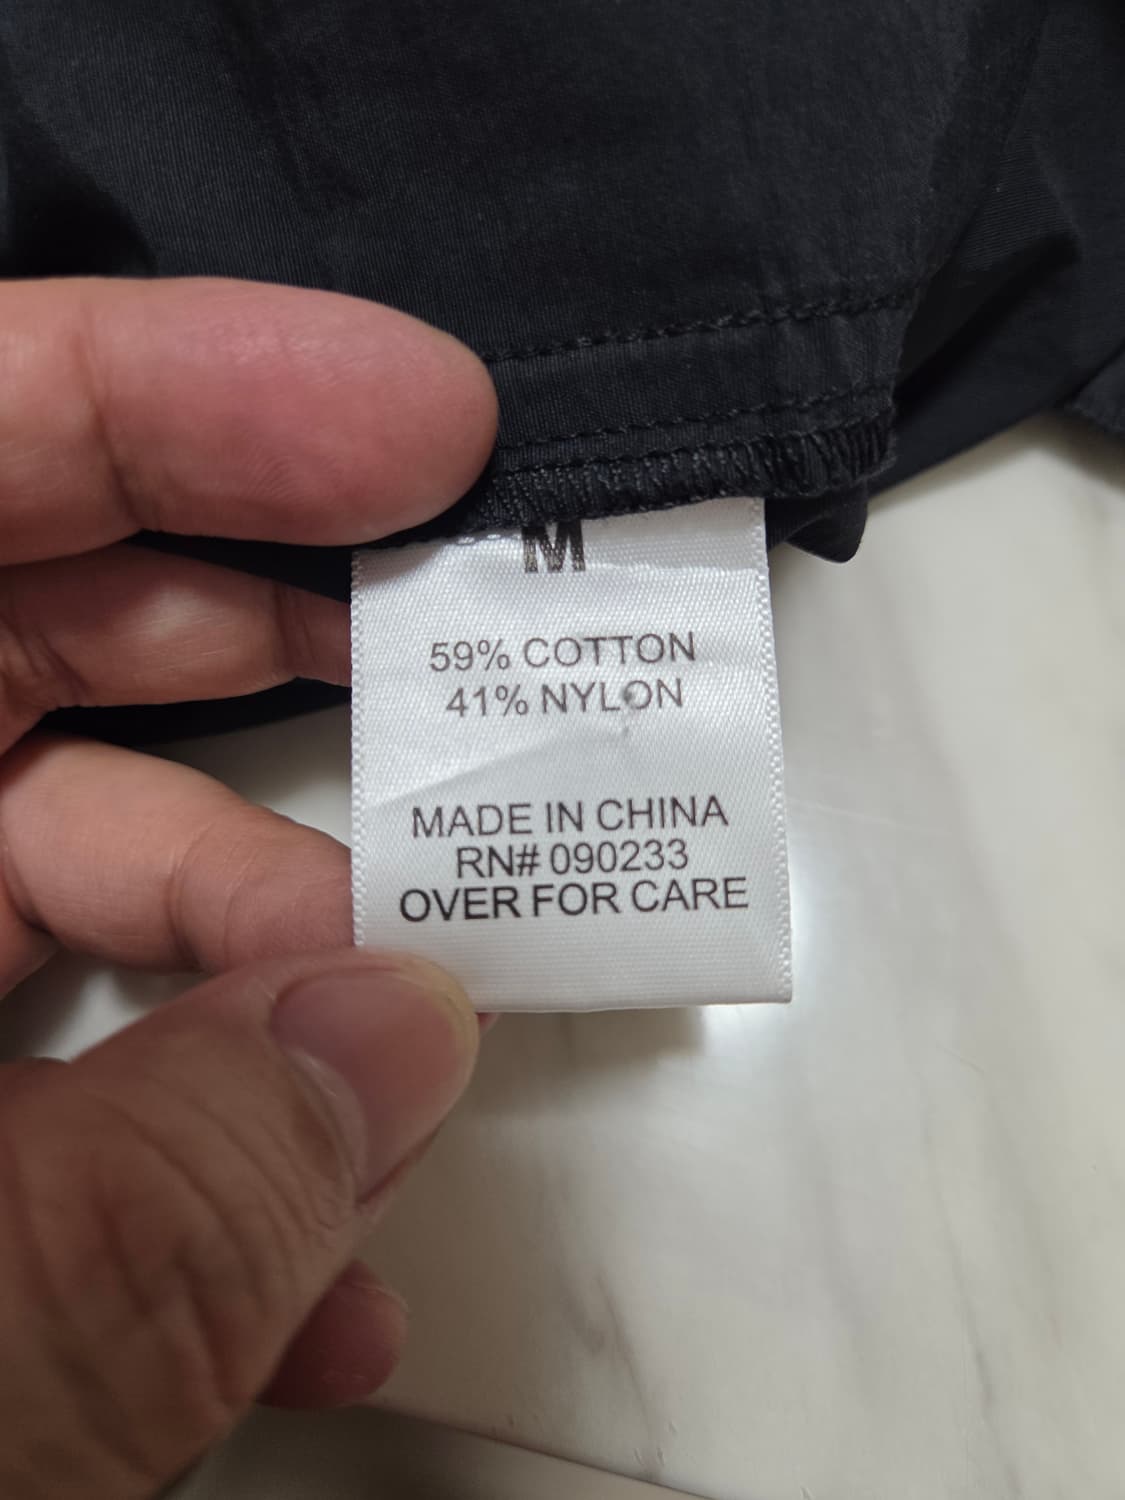 M
59% COTTON
41% NYLON
MADE IN CHINA
RN# 090233
OVER FOR CARE